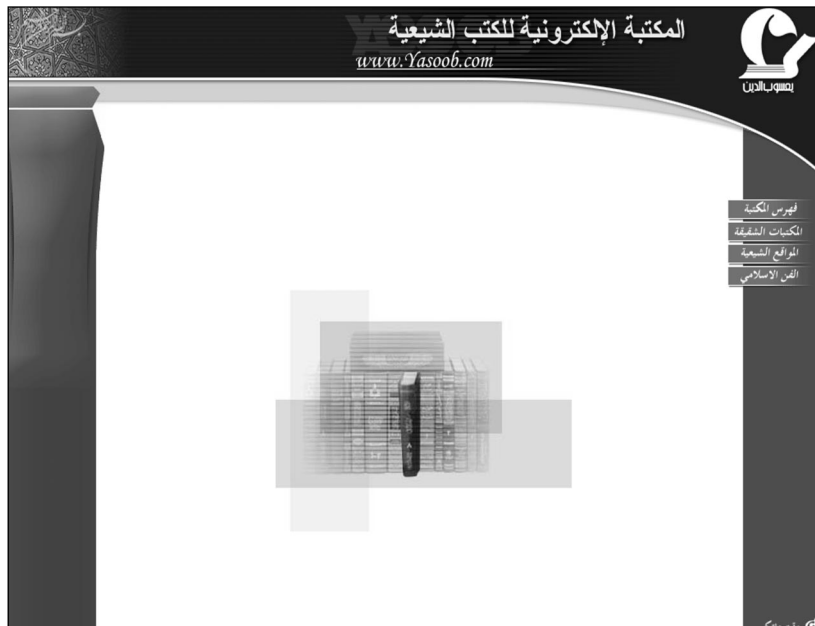 المكتبة الإلكترونية للكتب الشيعية
www.Yasoob.com
يعسوب الدين
فهرس المكتبة
المكتبات الشقيقة
المواقع الشيعية
الفن الاسلامي